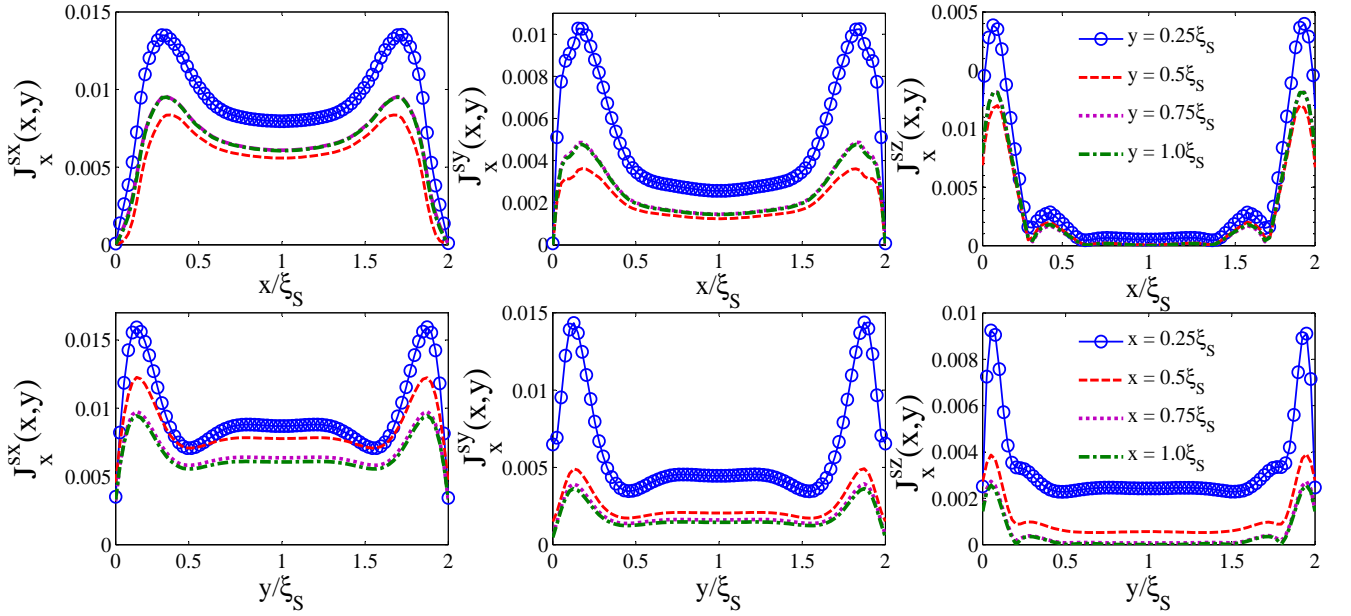 0.015
0.01
0.005
0
J_x^{sx}(x,y)
0 0.5 1 1.5 2
x/ξ_S
0.01
0.008
0.006
0.004
0.002
0
J_x^{sy}(x,y)
0 0.5 1 1.5 2
x/ξ_S
0.005
0
0.01
0.005
0
J_x^{sz}(x,y)
y = 0.25ξ_S
y = 0.5ξ_S
y = 0.75ξ_S
y = 1.0ξ_S
0 0.5 1 1.5 2
x/ξ_S
0.015
0.01
0.005
0
J_x^{sx}(x,y)
0 0.5 1 1.5 2
y/ξ_S
0.015
0.01
0.005
0
J_x^{sy}(x,y)
0 0.5 1 1.5 2
y/ξ_S
0.01
0.008
0.006
0.004
0.002
0
J_x^{sz}(x,y)
x = 0.25ξ_S
x = 0.5ξ_S
x = 0.75ξ_S
x = 1.0ξ_S
0 0.5 1 1.5 2
y/ξ_S